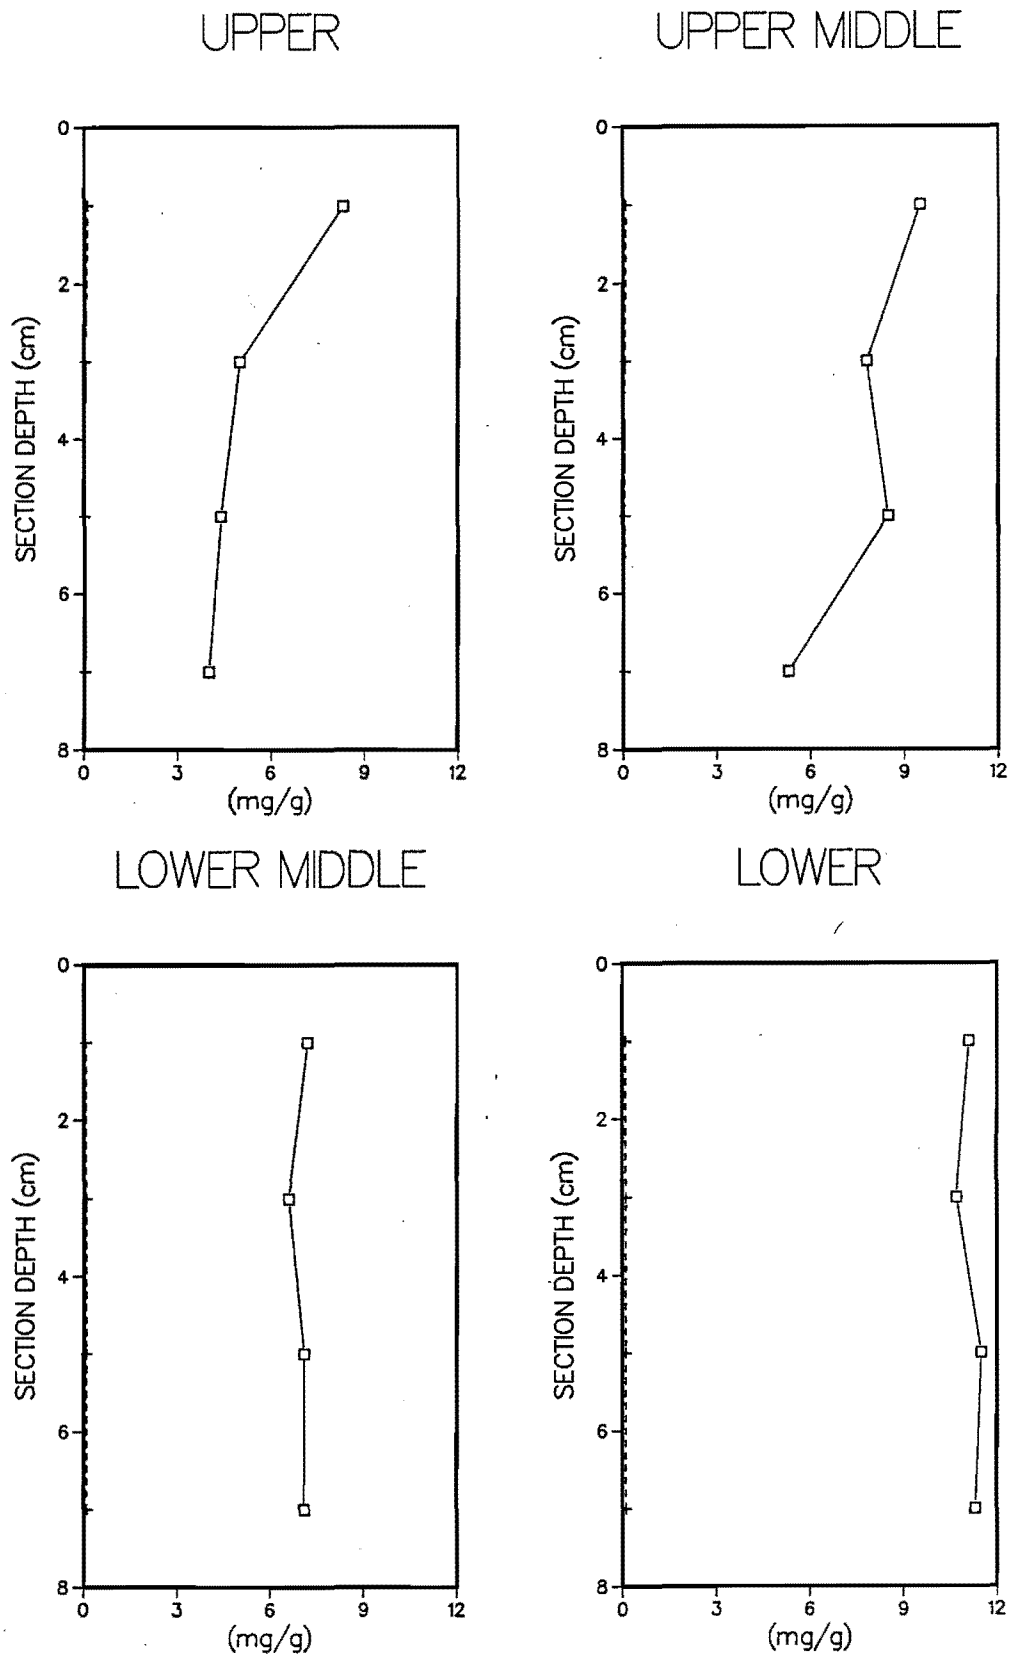 UPPER
0
2
4
6
8
SECTION DEPTH (cm)
0 3 6 9 12
(mg/g)
UPPER MIDDLE
0
2
4
6
8
SECTION DEPTH (cm)
0 3 6 9 12
(mg/g)
LOWER MIDDLE
0
2
4
6
8
SECTION DEPTH (cm)
0 3 6 9 12
(mg/g)
LOWER
0
2
4
6
8
SECTION DEPTH (cm)
0 3 6 9 12
(mg/g)